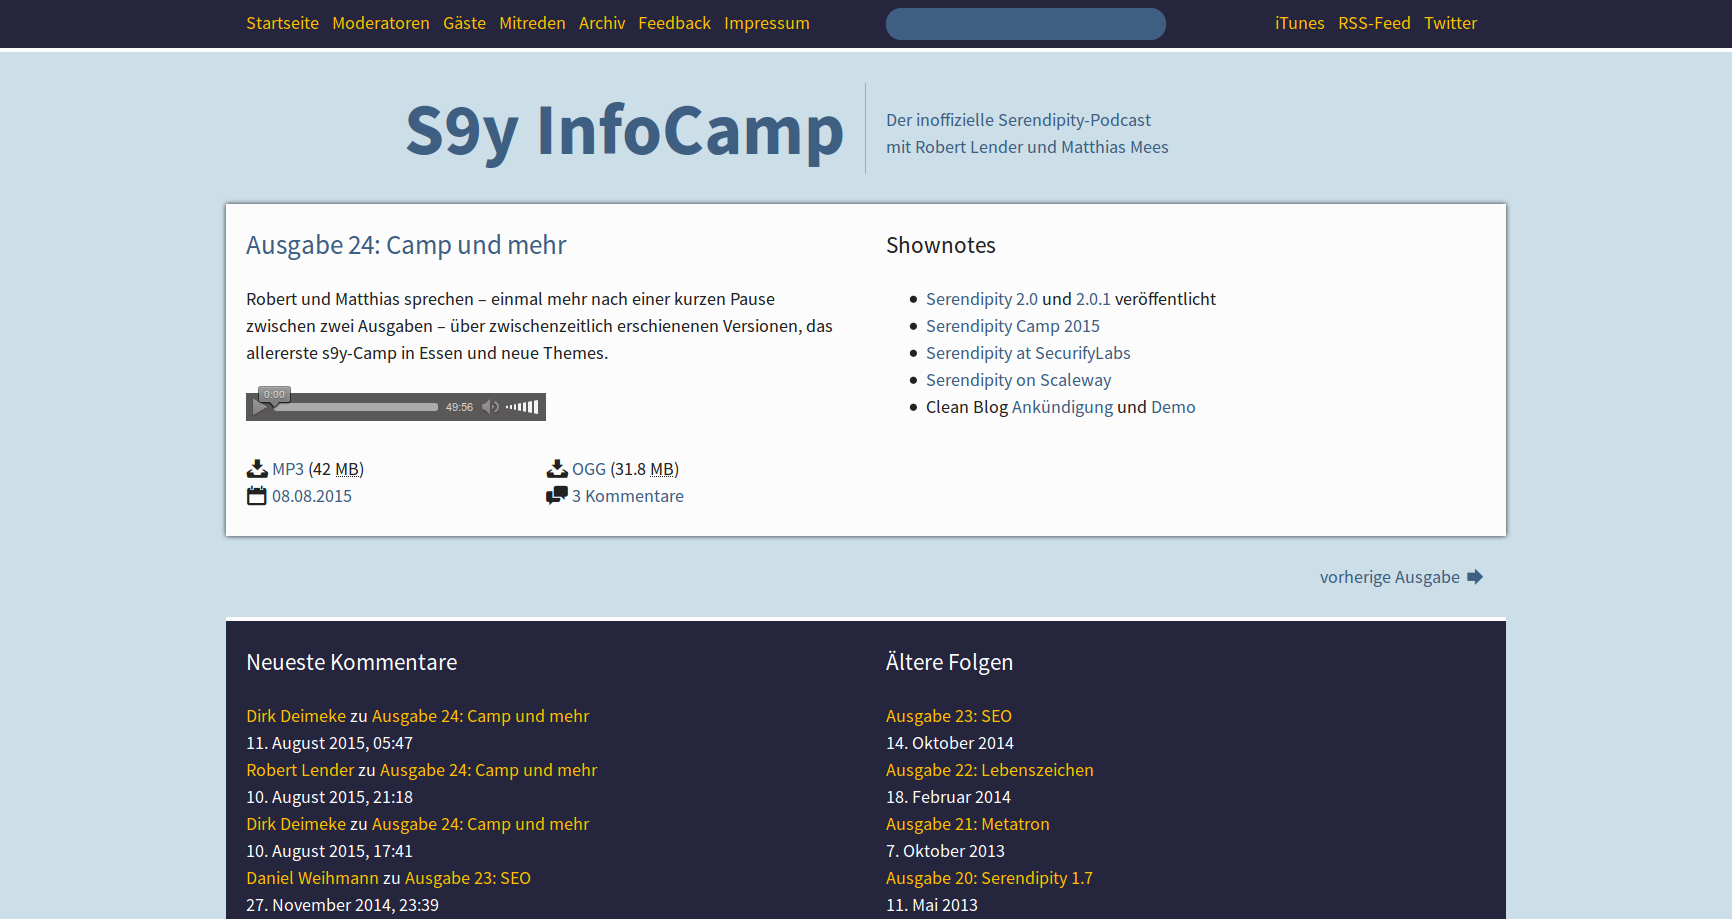 Startseite Moderatoren Gäste Mitreden Archiv Feedback Impressum
iTunes RSS-Feed Twitter
S9y InfoCamp
Der inoffizielle Serendipity-Podcast
mit Robert Lender und Matthias Mees
Ausgabe 24: Camp und mehr
Robert und Matthias sprechen – einmal mehr nach einer kurzen Pause
zwischen zwei Ausgaben – über zwischenzeitlich erschienenen Versionen, das
allererste s9y-Camp in Essen und neue Themes.
0:00
49:56
MP3 (42 MB)
OGG (31.8 MB)
08.08.2015
3 Kommentare
Shownotes
Serendipity 2.0 und 2.0.1 veröffentlicht
Serendipity Camp 2015
Serendipity at SecurifyLabs
Serendipity on Scaleway
Clean Blog Ankündigung und Demo
vorherige Ausgabe
Neueste Kommentare
Dirk Deimeke zu Ausgabe 24: Camp und mehr
11. August 2015, 05:47
Robert Lender zu Ausgabe 24: Camp und mehr
10. August 2015, 21:18
Dirk Deimeke zu Ausgabe 24: Camp und mehr
10. August 2015, 17:41
Daniel Weihmann zu Ausgabe 23: SEO
27. November 2014, 23:39
Ältere Folgen
Ausgabe 23: SEO
14. Oktober 2014
Ausgabe 22: Lebenszeichen
18. Februar 2014
Ausgabe 21: Metatron
7. Oktober 2013
Ausgabe 20: Serendipity 1.7
11. Mai 2013